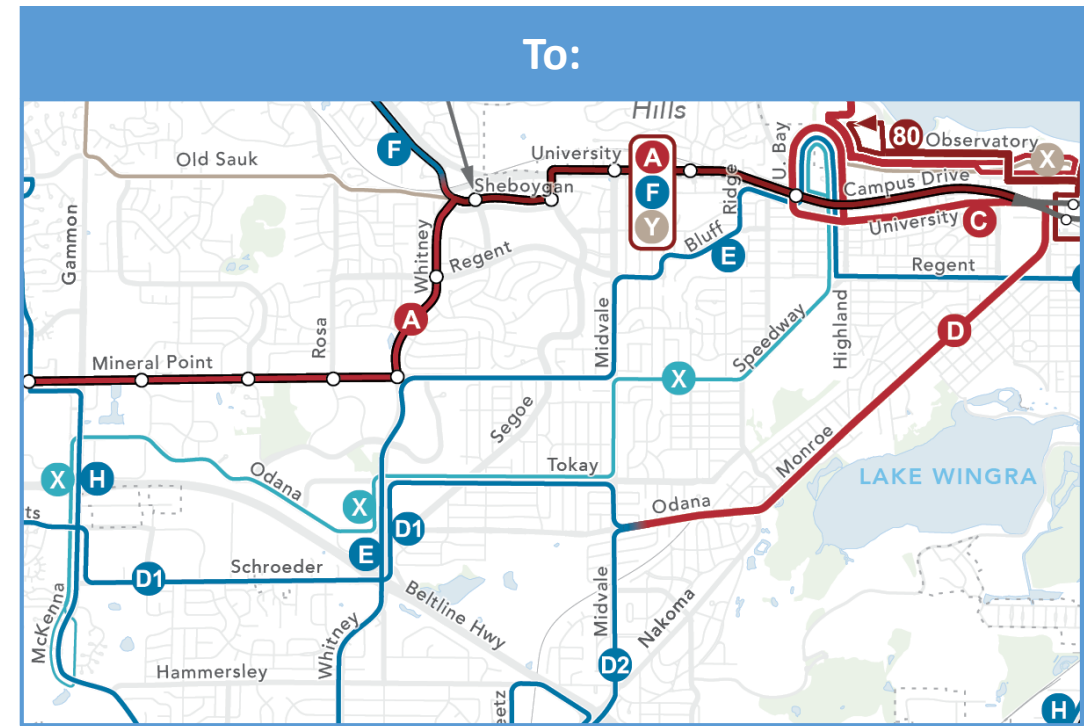 To:
Hills
F
University
A
F
Y
Ridge
U. Bay
80
Observatory
X
Old Sauk
Sheboygan
Campus Drive
University
C
Gammon
Whitney
Regent
Bluff
E
Regent
A
Rosa
Midvale
Speedway
Highland
D
Mineral Point
X
Segoe
Monroe
LAKE WINGRA
X
H
Odana
Tokay
X
Odana
ts
D1
E
Schroeder
D1
Beltline Hwy
McKenna
Whitney
Midvale
Nakoma
Hammersley
D2
eetz
H